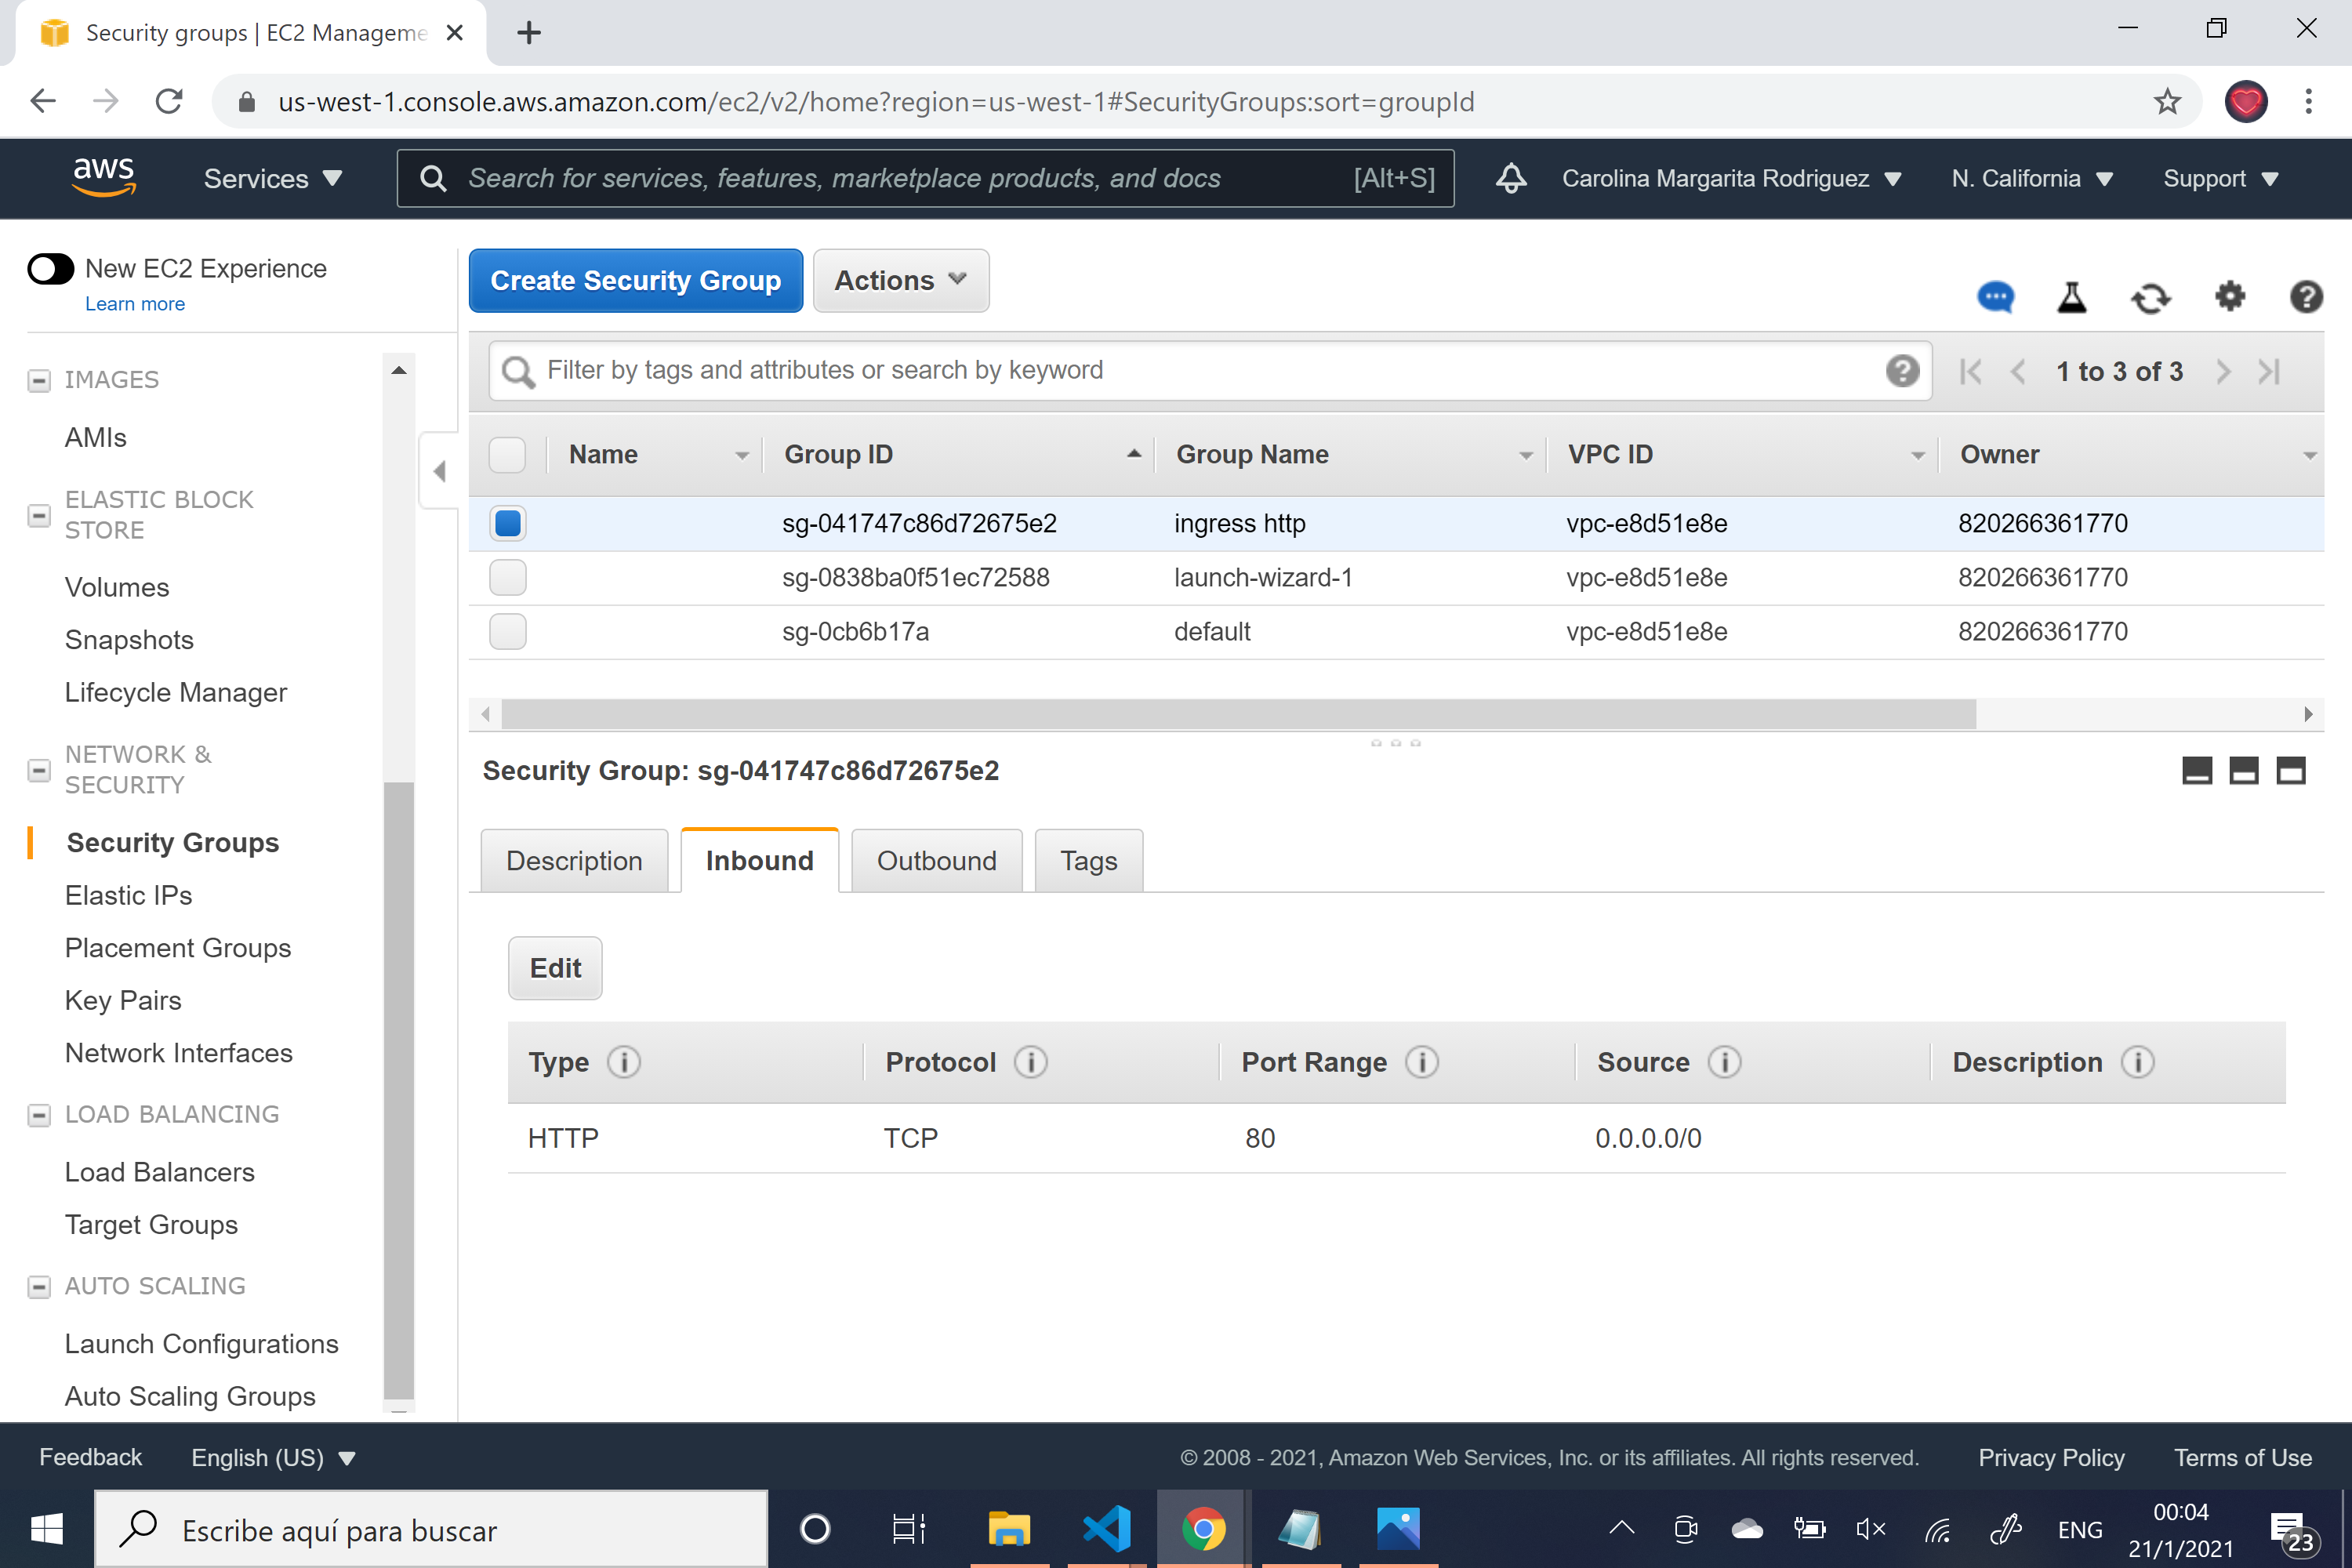 Security groups | EC2 Manageme
us-west-1.console.aws.amazon.com/ec2/v2/home?region=us-west-1#SecurityGroups:sort=groupId
aws Services Search for services, features, marketplace products, and docs [Alt+S] Carolina Margarita Rodriguez N. California Support
New EC2 Experience
Learn more
IMAGES
AMIs
ELASTIC BLOCK
STORE
Volumes
Snapshots
Lifecycle Manager
NETWORK &
SECURITY
Security Groups
Elastic IPs
Placement Groups
Key Pairs
Network Interfaces
LOAD BALANCING
Load Balancers
Target Groups
AUTO SCALING
Launch Configurations
Auto Scaling Groups
Create Security Group Actions
Filter by tags and attributes or search by keyword 1 to 3 of 3
Name Group ID Group Name VPC ID Owner
sg-041747c86d72675e2 ingress http vpc-e8d51e8e 820266361770
sg-0838ba0f51ec72588 launch-wizard-1 vpc-e8d51e8e 820266361770
sg-0cb6b17a default vpc-e8d51e8e 820266361770
Security Group: sg-041747c86d72675e2
Description Inbound Outbound Tags
Edit
Type Protocol Port Range Source Description
HTTP TCP 80 0.0.0.0/0
Feedback English (US) © 2008 - 2021, Amazon Web Services, Inc. or its affiliates. All rights reserved. Privacy Policy Terms of Use
Escribe aquí para buscar
ENG
00:04
21/1/2021
23